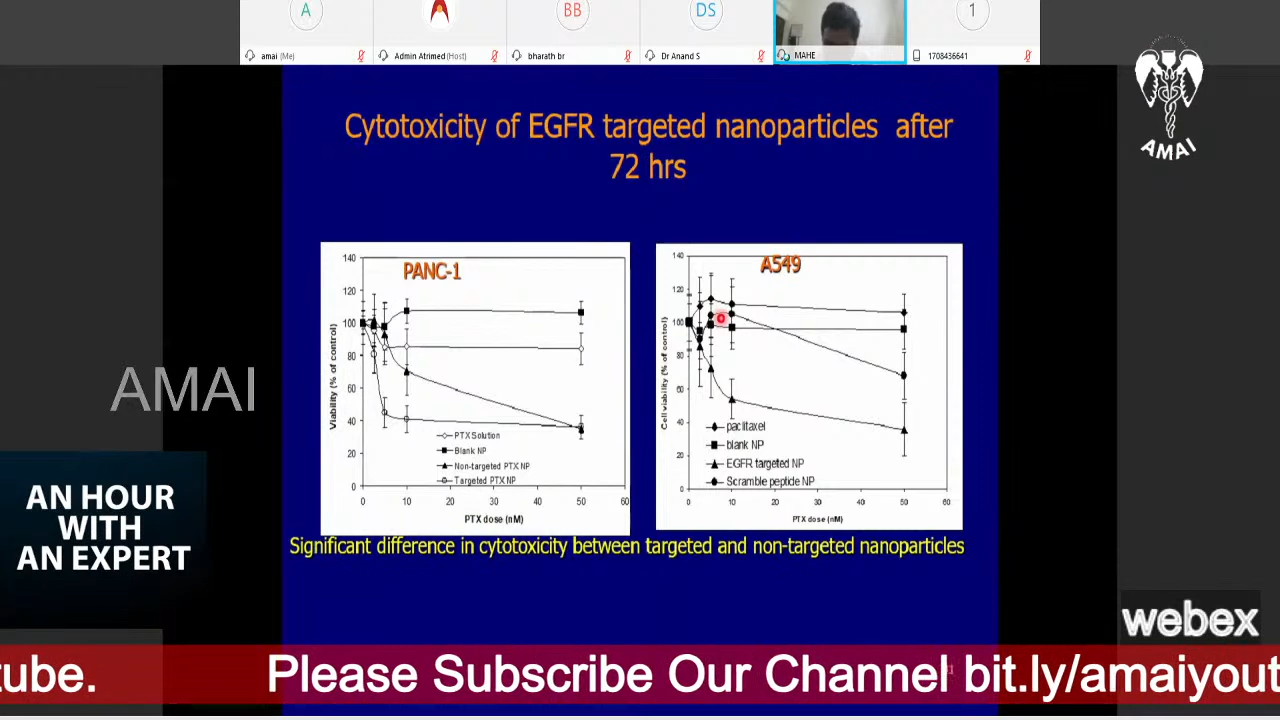 A
BB
DS
1
amai (Me)
Admin Atrimed (Host)
bharath br
Dr Anand S
MAHE
1708436641
AMAI
Cytotoxicity of EGFR targeted nanoparticles after
72 hrs
PANC-1
140
120
100
80
60
40
20
0
Viability (% of control)
PTX Solution
Blank NP
Non-targeted PTX NP
Targeted PTX NP
0 10 20 30 40 50 60
PTX dose (nM)
A549
140
120
100
80
60
40
20
0
Cell viability (% of control)
paclitaxel
blank NP
EGFR targeted NP
Scramble peptide NP
0 10 20 30 40 50 60
PTX dose (nM)
Significant difference in cytotoxicity between targeted and non-targeted nanoparticles
AMAI
AN HOUR
WITH
AN EXPERT
webex
tube. Please Subscribe Our Channel bit.ly/amaiyout